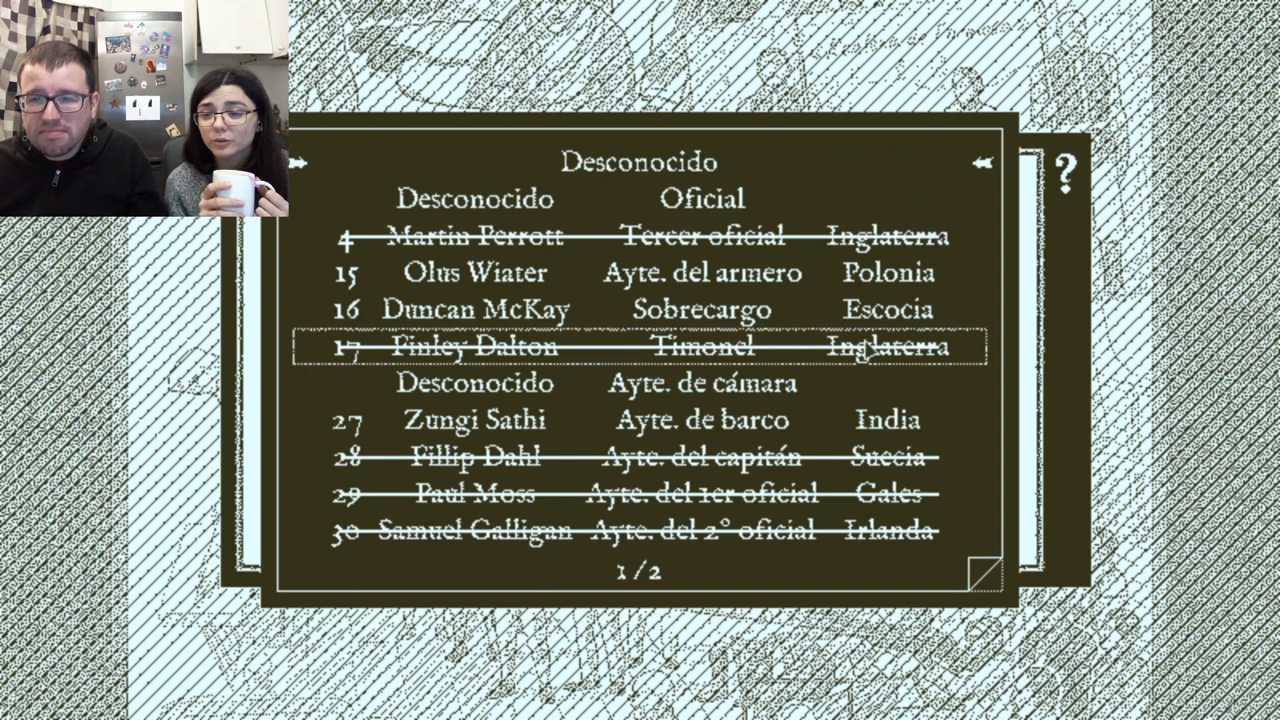 Desconocido
Desconocido Oficial
4 Martin Perrott Tercer oficial Inglaterra
15 Olus Wiater Ayte. del armero Polonia
16 Duncan McKay Sobrecargo Escocia
17 Finley Dalton Timonel Inglaterra
Desconocido Ayte. de cámara
27 Zungi Sathi Ayte. de barco India
28 Fillip Dahl Ayte. del capitán Suecia
29 Paul Moss Ayte. del 1er oficial Gales
30 Samuel Galligan Ayte. del 2º oficial Irlanda
1/2
?